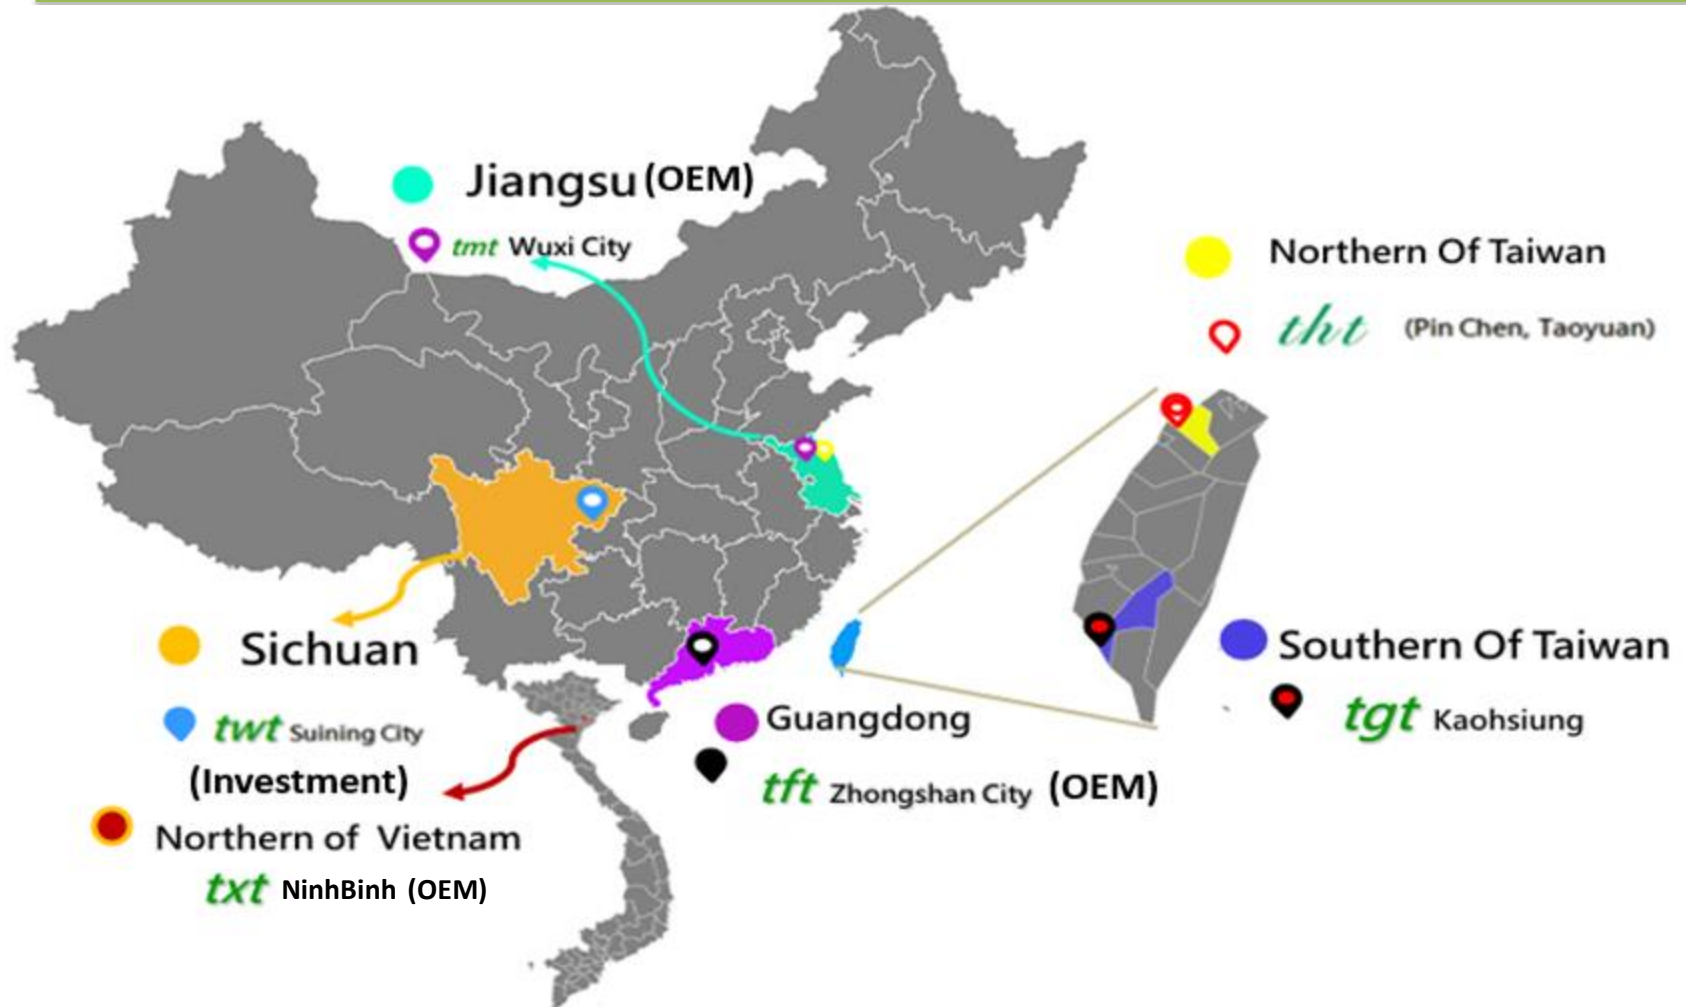 Jiangsu (OEM)
tmt Wuxi City
Northern Of Taiwan
tht (Pin Chen, Taoyuan)
Sichuan
twt Suining City
(Investment)
Northern of Vietnam
txt NinhBinh (OEM)
Guangdong
tft Zhongshan City (OEM)
Southern Of Taiwan
tgt Kaohsiung